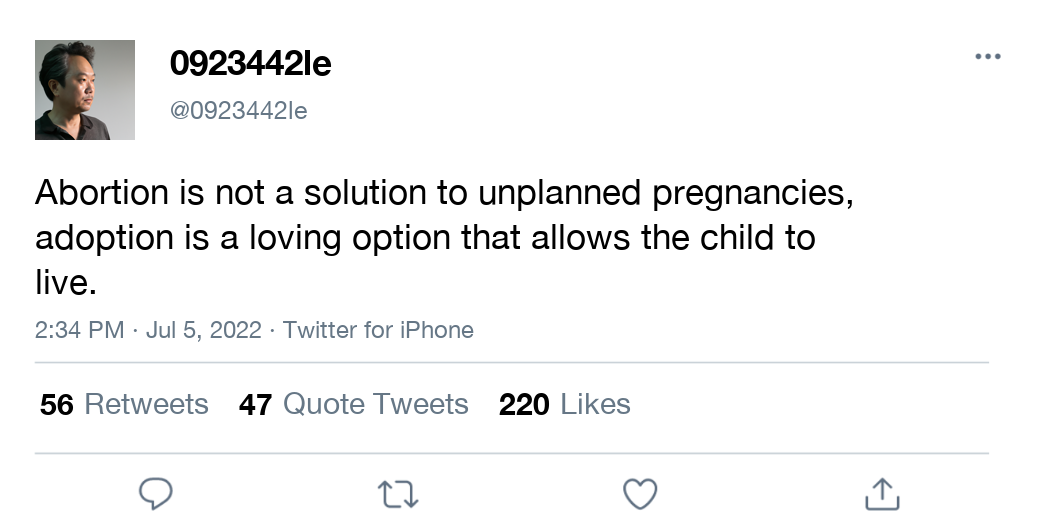 0923442le
@0923442le
Abortion is not a solution to unplanned pregnancies,
adoption is a loving option that allows the child to
live.
2:34 PM · Jul 5, 2022 · Twitter for iPhone
56 Retweets 47 Quote Tweets 220 Likes